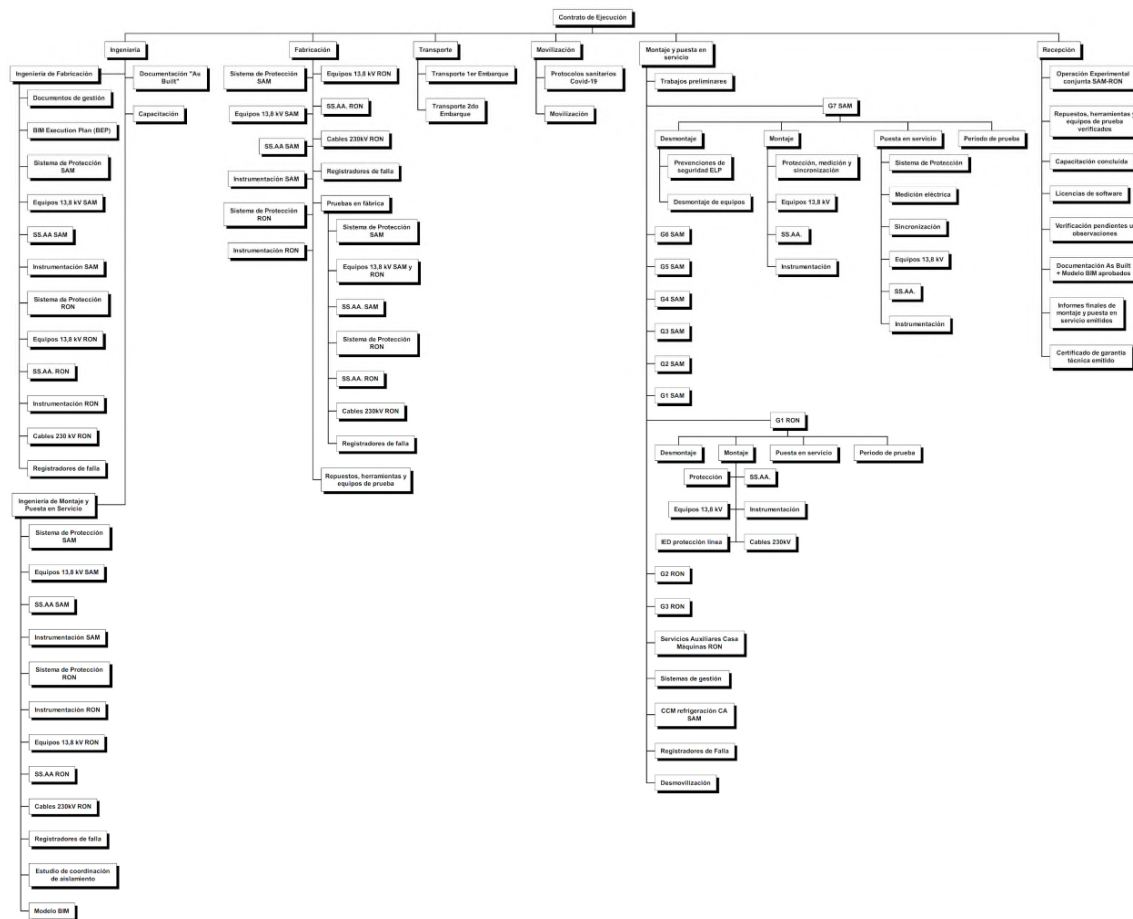 Contrato de Ejecución
Ingeniería
Ingeniería de Fabricación
Documentos de gestión
BIM Execution Plan (BEP)
Sistema de Protección
SAM
Equipos 13,8 kV SAM
SS.AA SAM
Instrumentación SAM
Sistema de Protección
RON
Equipos 13,8 kV RON
SS.AA. RON
Instrumentación RON
Cables 230 kV RON
Registradores de falla
Documentación "As
Built"
Capacitación
Ingeniería de Montaje y
Puesta en Servicio
Sistema de Protección
SAM
Equipos 13,8 kV SAM
SS.AA SAM
Instrumentación SAM
Sistema de Protección
RON
Instrumentación RON
Equipos 13,8 kV RON
SS.AA RON
Cables 230kV RON
Registradores de falla
Estudio de coordinación
de aislamiento
Modelo BIM
Fabricación
Sistema de Protección
SAM
Equipos 13,8 kV RON
SS.AA. RON
Equipos 13,8 kV SAM
Cables 230kV RON
SS.AA SAM
Registradores de falla
Instrumentación SAM
Pruebas en fábrica
Sistema de Protección
RON
Instrumentación RON
Sistema de Protección
SAM
Equipos 13,8 kV SAM y
RON
SS.AA. SAM
Sistema de Protección
RON
SS.AA. RON
Cables 230kV RON
Registradores de falla
Repuestos, herramientas y
equipos de prueba
Transporte
Transporte 1er Embarque
Transporte 2do
Embarque
Movilización
Protocolos sanitarios
Covid-19
Movilización
Montaje y puesta en
servicio
Trabajos preliminares
G7 SAM
Desmontaje
Prevenciones de
seguridad ELP
Desmontaje de equipos
Montaje
Protección, medición y
sincronización
Equipos 13,8 kV
SS.AA.
Instrumentación
Puesta en servicio
Sistema de Protección
Medición eléctrica
Sincronización
Equipos 13,8 kV
SS.AA.
Instrumentación
Periodo de prueba
G6 SAM
G5 SAM
G4 SAM
G3 SAM
G2 SAM
G1 SAM
G1 RON
Desmontaje
Montaje
Puesta en servicio
Periodo de prueba
Protección
SS.AA.
Equipos 13,8 kV
Instrumentación
IED protección línea
Cables 230kV
G2 RON
G3 RON
Servicios Auxiliares Casa
Máquinas RON
Sistemas de gestión
CCM refrigeración CA
SAM
Registradores de Falla
Desmovilización
Recepción
Operación Experimental
conjunta SAM-RON
Repuestos, herramientas y
equipos de prueba
verificados
Capacitación concluida
Licencias de software
Verificación pendientes u
observaciones
Documentación As Built
+ Modelo BIM aprobados
Informes finales de
montaje y puesta en
servicio emitidos
Certificado de garantía
técnica emitido